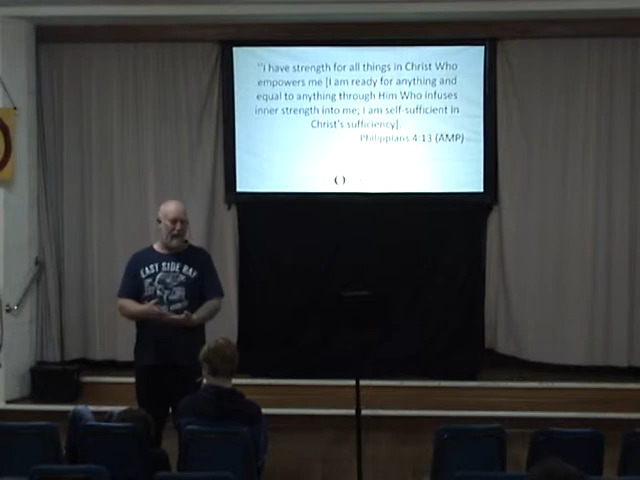 "I have strength for all things in Christ Who
empowers me [I am ready for anything and
equal to anything through Him Who infuses
inner strength into me; I am self-sufficient in
Christ's sufficiency].
Philippians 4:13 (AMP)
EAST SIDE